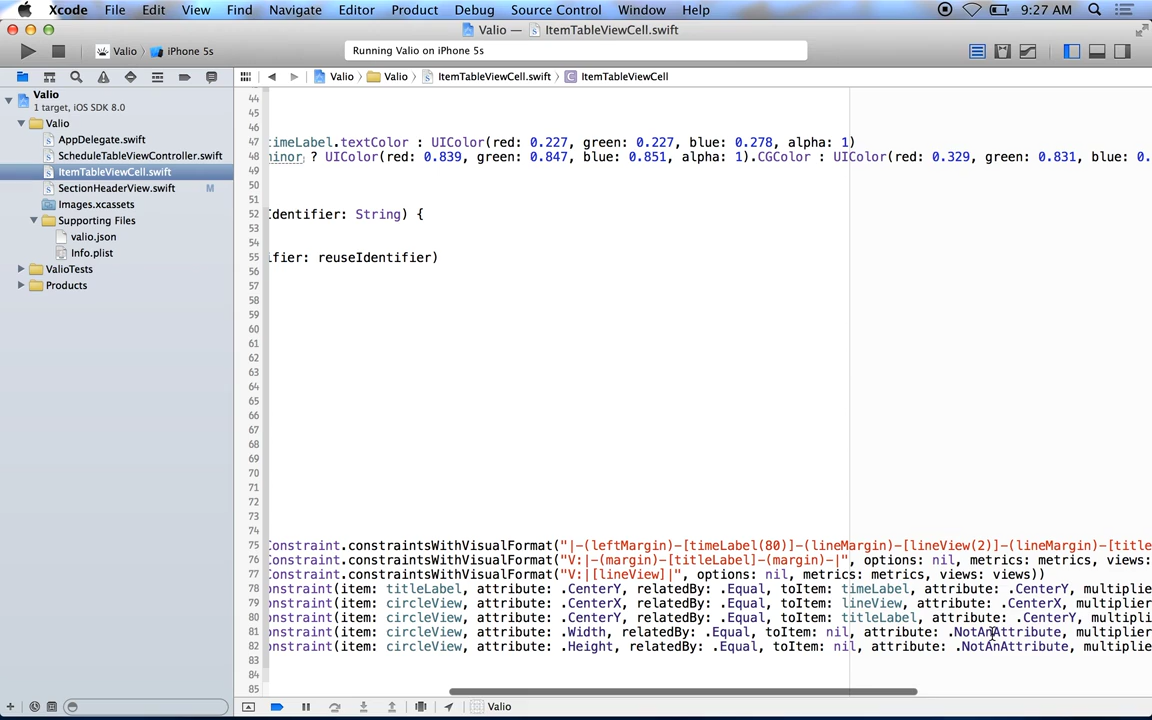 Xcode File Edit View Find Navigate Editor Product Debug Source Control Window Help 9:27 AM
Valio — ItemTableViewCell.swift
Valio iPhone 5s Running Valio on iPhone 5s
Valio Valio ItemTableViewCell.swift C ItemTableViewCell
Valio
1 target, iOS SDK 8.0
Valio
AppDelegate.swift
ScheduleTableViewController.swift
ItemTableViewCell.swift
SectionHeaderView.swift M
Images.xcassets
Supporting Files
valio.json
Info.plist
ValioTests
Products
44
45
46
47 timeLabel.textColor : UIColor(red: 0.227, green: 0.227, blue: 0.278, alpha: 1)
48 minor ? UIColor(red: 0.839, green: 0.847, blue: 0.851, alpha: 1).CGColor : UIColor(red: 0.329, green: 0.831, blue: 0.
49
50
51
52 Identifier: String) {
53
54
55 ifier: reuseIdentifier)
56
57
58
59
60
61
62
63
64
65
66
67
68
69
70
71
72
73
74
75 Constraint.constraintsWithVisualFormat("|-(leftMargin)-[timeLabel(80)]-(lineMargin)-[lineView(2)]-(lineMargin)-[title
76 Constraint.constraintsWithVisualFormat("V:|-(margin)-[titleLabel]-(margin)-|", options: nil, metrics: metrics, views:
77 Constraint.constraintsWithVisualFormat("V:|[lineView]|", options: nil, metrics: metrics, views: views))
78 onstraint(item: titleLabel, attribute: .CenterY, relatedBy: .Equal, toItem: timeLabel, attribute: .CenterY, multiplier
79 onstraint(item: circleView, attribute: .CenterX, relatedBy: .Equal, toItem: lineView, attribute: .CenterX, multiplier
80 onstraint(item: circleView, attribute: .CenterY, relatedBy: .Equal, toItem: titleLabel, attribute: .CenterY, multiplie
81 onstraint(item: circleView, attribute: .Width, relatedBy: .Equal, toItem: nil, attribute: .NotAnAttribute, multiplier
82 onstraint(item: circleView, attribute: .Height, relatedBy: .Equal, toItem: nil, attribute: .NotAnAttribute, multiplie
83
84
85
Valio